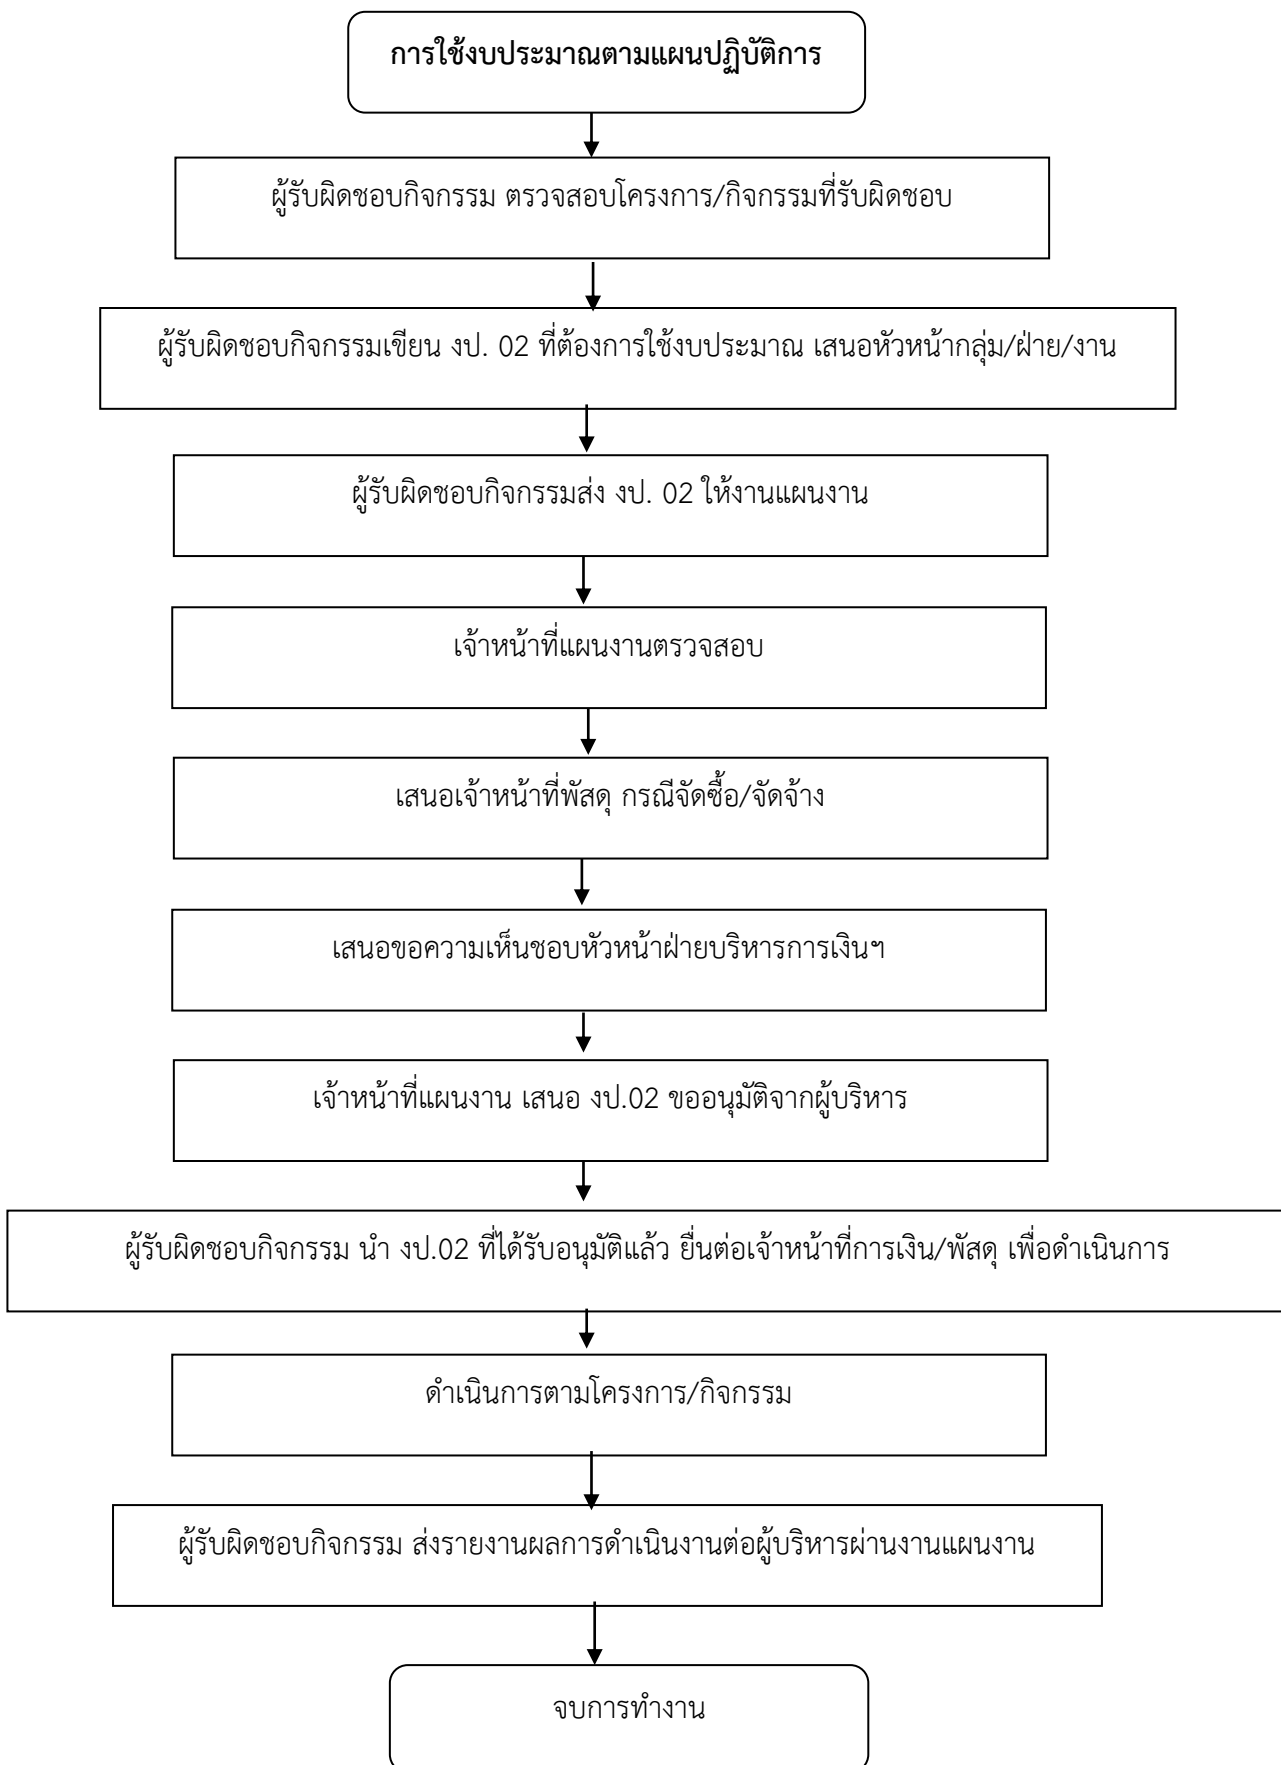 การใช้งบประมาณตามแผนปฏิบัติการ
ผู้รับผิดชอบกิจกรรม ตรวจสอบโครงการ/กิจกรรมที่รับผิดชอบ
ผู้รับผิดชอบกิจกรรมเขียน งป. 02 ที่ต้องการใช้งบประมาณ เสนอหัวหน้ากลุ่ม/ฝ่าย/งาน
ผู้รับผิดชอบกิจกรรมส่ง งป. 02 ให้งานแผนงาน
เจ้าหน้าที่แผนงานตรวจสอบ
เสนอเจ้าหน้าที่พัสดุ กรณีจัดซื้อ/จัดจ้าง
เสนอขอความเห็นชอบหัวหน้าฝ่ายบริหารการเงินฯ
เจ้าหน้าที่แผนงาน เสนอ งป.02 ขออนุมัติจากผู้บริหาร
ผู้รับผิดชอบกิจกรรม นำ งป.02 ที่ได้รับอนุมัติแล้ว ยื่นต่อเจ้าหน้าที่การเงิน/พัสดุ เพื่อดำเนินการ
ดำเนินการตามโครงการ/กิจกรรม
ผู้รับผิดชอบกิจกรรม ส่งรายงานผลการดำเนินงานต่อผู้บริหารผ่านงานแผนงาน
จบการทำงาน